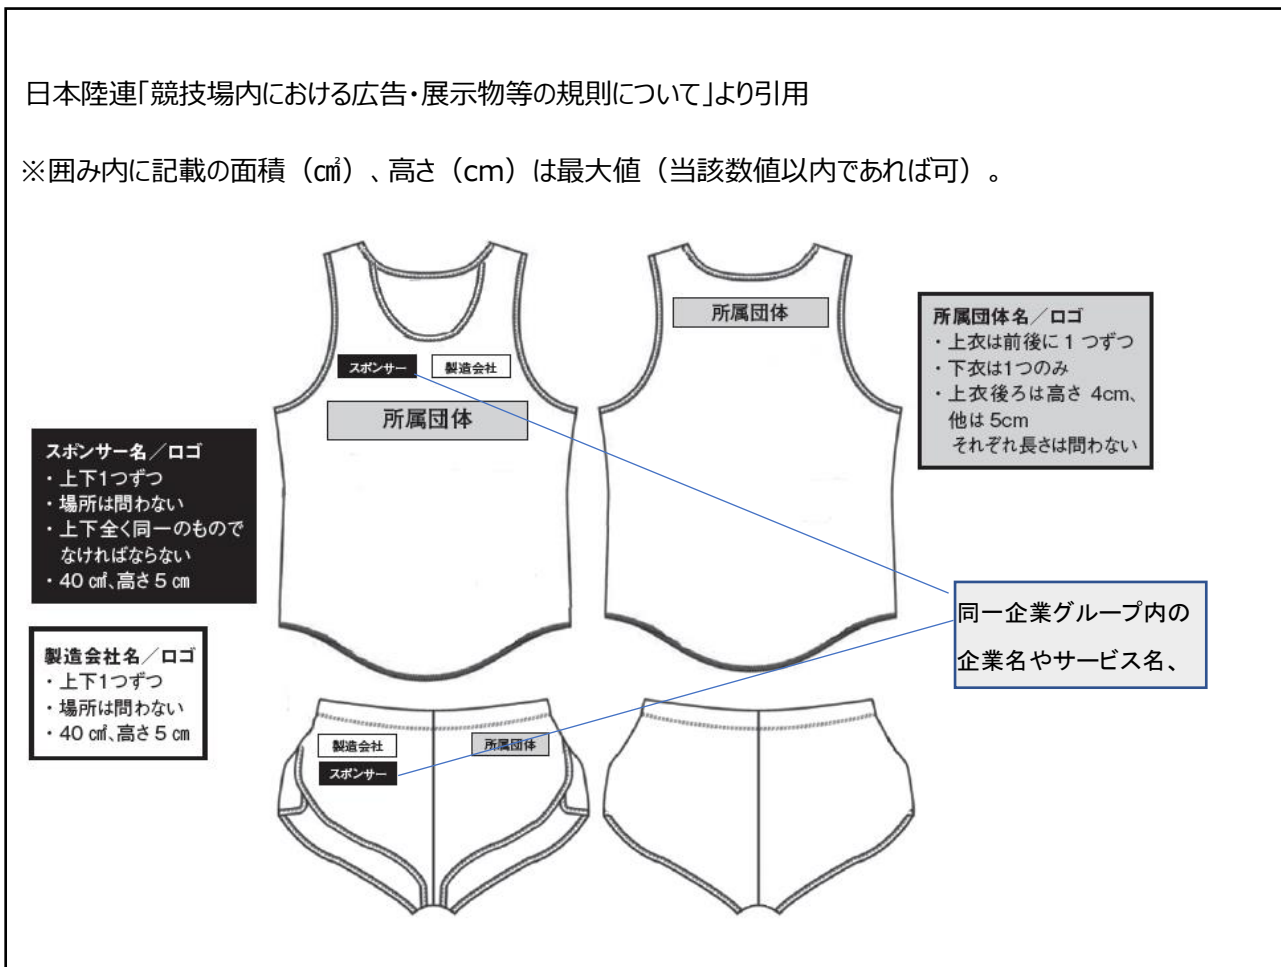 日本陸連「競技場内における広告・展示物等の規則について」より引用
※囲み内に記載の面積（㎠）、高さ（cm）は最大値（当該数値以内であれば可）。
所属団体
スポンサー
製造会社
所属団体
所属団体名／ロゴ
・上衣は前後に1つずつ
・下衣は1つのみ
・上衣後ろは高さ 4cm、
他は5cm
それぞれ長さは問わない
スポンサー名／ロゴ
・上下1つずつ
・場所は問わない
・上下全く同一のもので
なければならない
・40㎠、高さ5㎝
同一企業グループ内の
企業名やサービス名、
製造会社名／ロゴ
・上下1つずつ
・場所は問わない
・40㎠、高さ5㎝
製造会社
所属団体
スポンサー